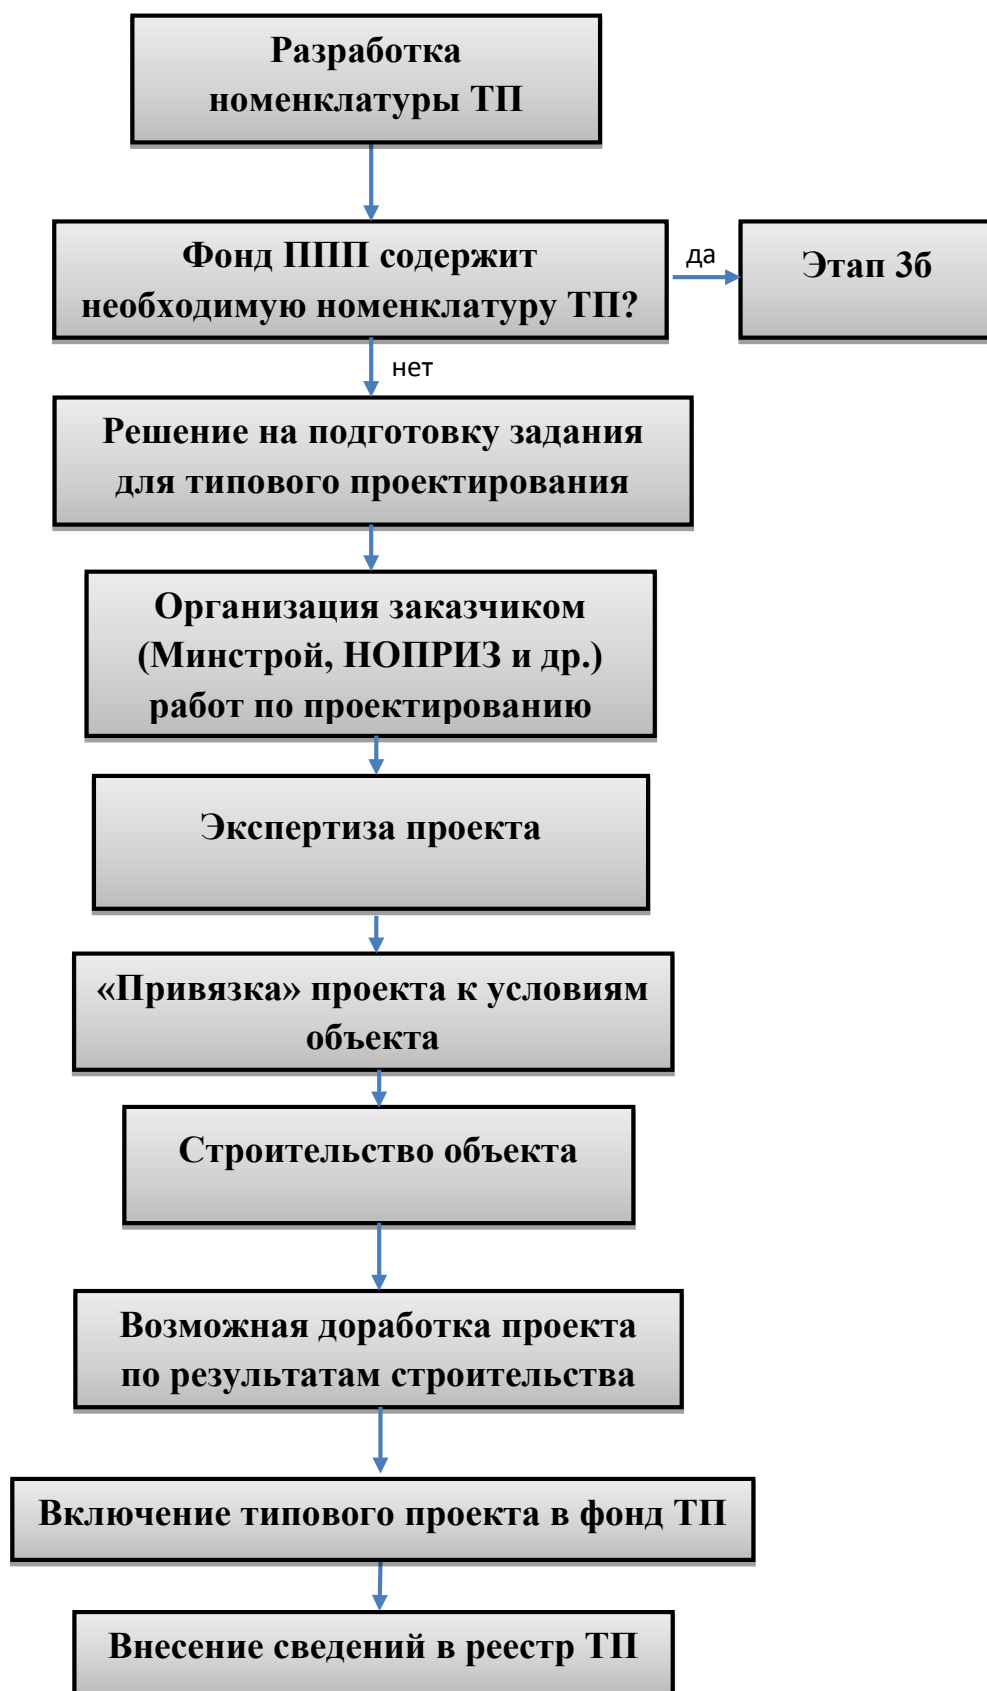 Разработка
номенклатуры ТП
Фонд ППП содержит
необходимую номенклатуру ТП?
да
Этап 3б
нет
Решение на подготовку задания
для типового проектирования
Организация заказчиком
(Минстрой, НОПРИЗ и др.)
работ по проектированию
Экспертиза проекта
«Привязка» проекта к условиям
объекта
Строительство объекта
Возможная доработка проекта
по результатам строительства
Включение типового проекта в фонд ТП
Внесение сведений в реестр ТП